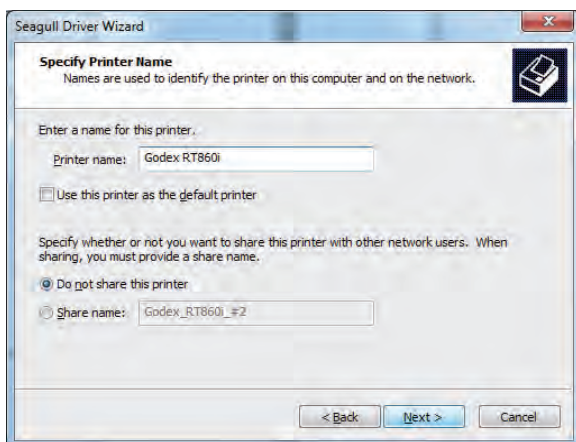 Seagull Driver Wizard
Specify Printer Name
Names are used to identify the printer on this computer and on the network.
Enter a name for this printer.
Printer name: Godex RT860i
Use this printer as the default printer
Specify whether or not you want to share this printer with other network users. When
sharing, you must provide a share name.
Do not share this printer
Share name: Godex_RT860i_#2
< Back Next > Cancel